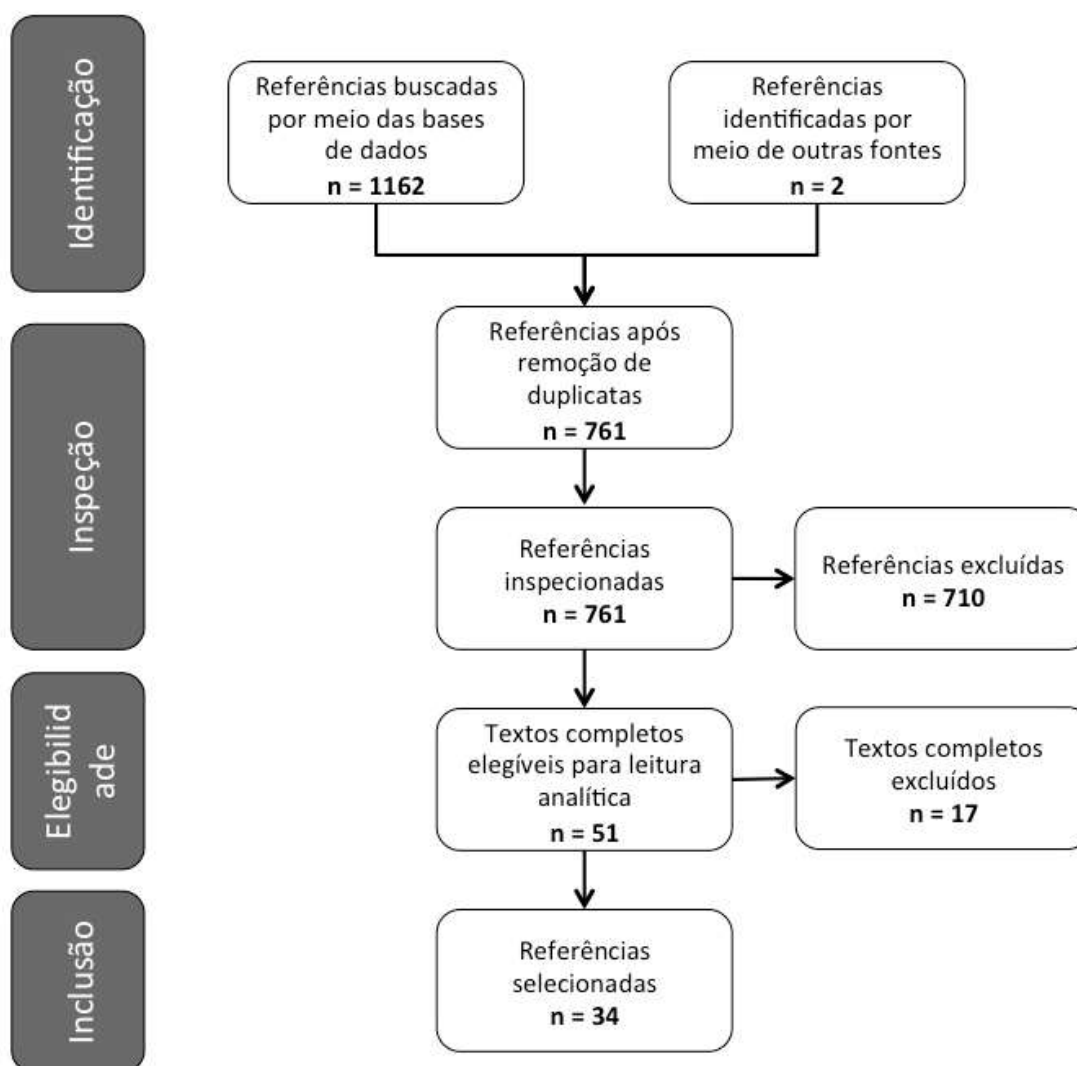 Identificação
Referências buscadas
por meio das bases
de dados
n = 1162
Referências
identificadas por
meio de outras fontes
n = 2
Inspeção
Referências após
remoção de
duplicatas
n = 761
Referências
inspecionadas
n = 761
Referências excluídas
n = 710
Elegibilid
ade
Textos completos
elegíveis para leitura
analítica
n = 51
Textos completos
excluídos
n = 17
Inclusão
Referências
selecionadas
n = 34